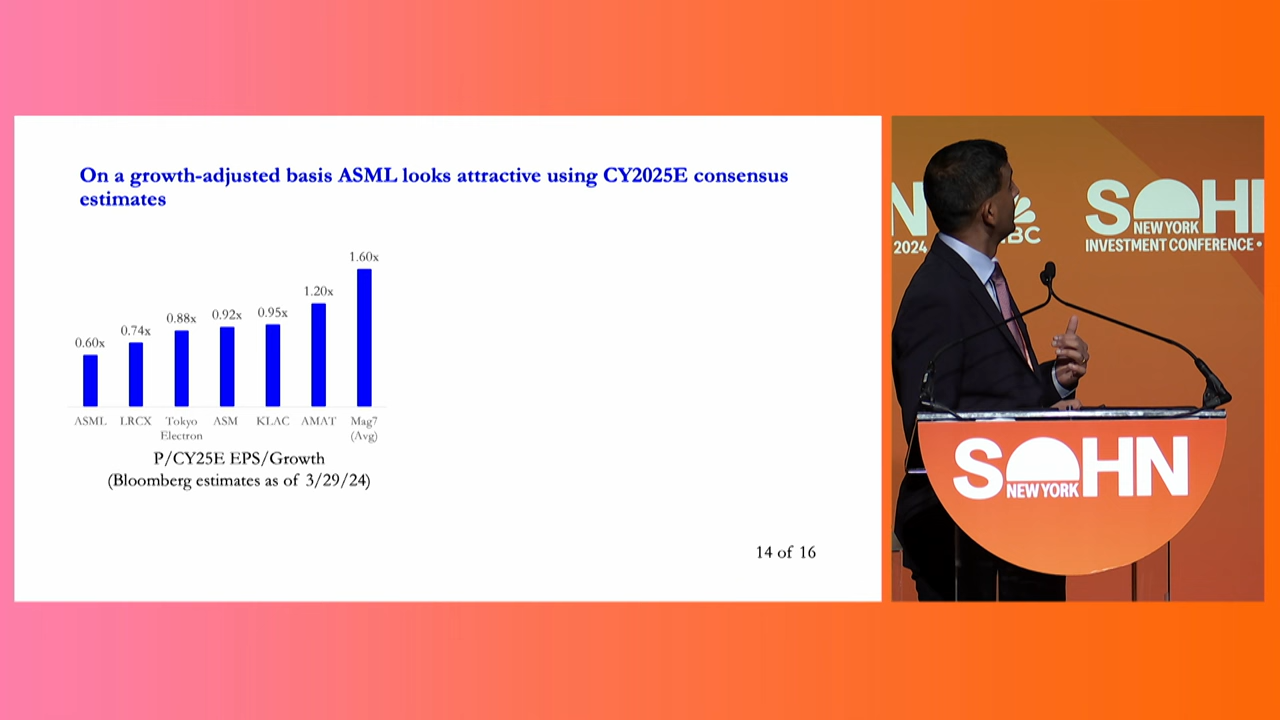 On a growth-adjusted basis ASML looks attractive using CY2025E consensus
estimates
1.60x
1.20x
0.95x
0.92x
0.88x
0.74x
0.60x
ASML LRCX Tokyo Electron ASM KLAC AMAT Mag7 (Avg)
P/CY25E EPS/Growth
(Bloomberg estimates as of 3/29/24)
14 of 16
N
2024
BC
SOHN
NEW YORK
INVESTMENT CONFERENCE •
SOHN
NEW YORK